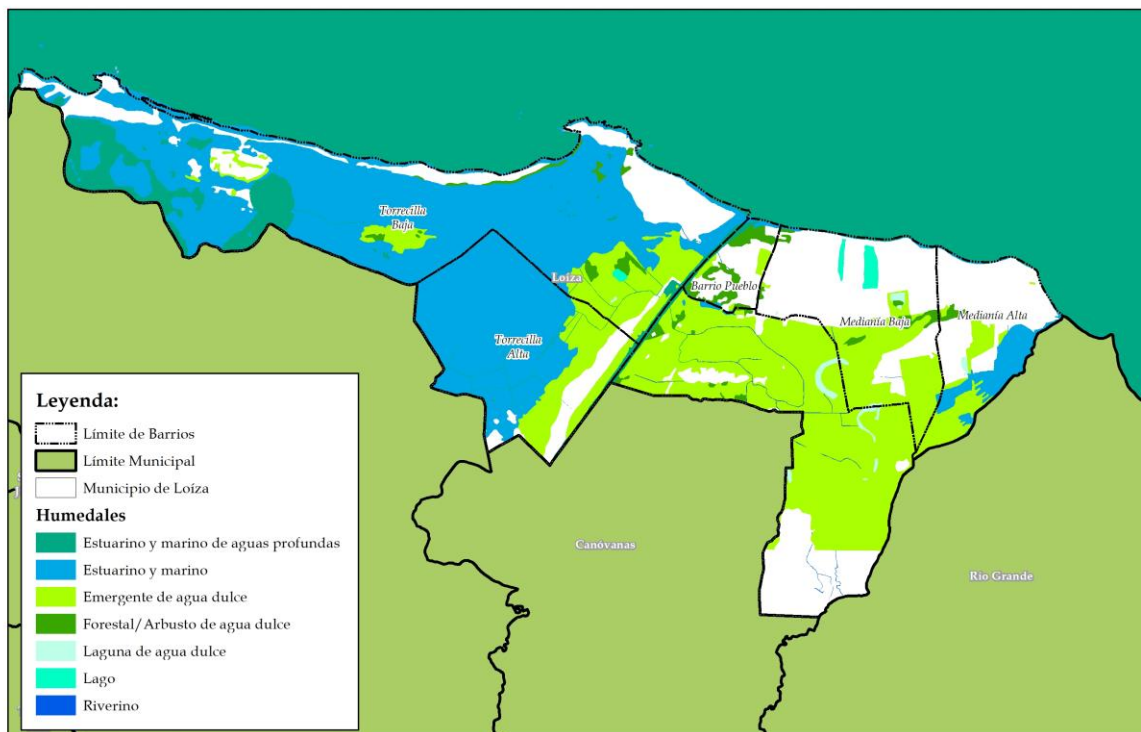 Torrecilla
Baja
Loíza
Barrio Pueblo
Torrecilla
Alta
Medianía Baja
Medianía Alta
Canóvanas
Río Grande
Leyenda:
Límite de Barrios
Límite Municipal
Municipio de Loíza
Humedales
Estuarino y marino de aguas profundas
Estuarino y marino
Emergente de agua dulce
Forestal/Arbusto de agua dulce
Laguna de agua dulce
Lago
Riverino